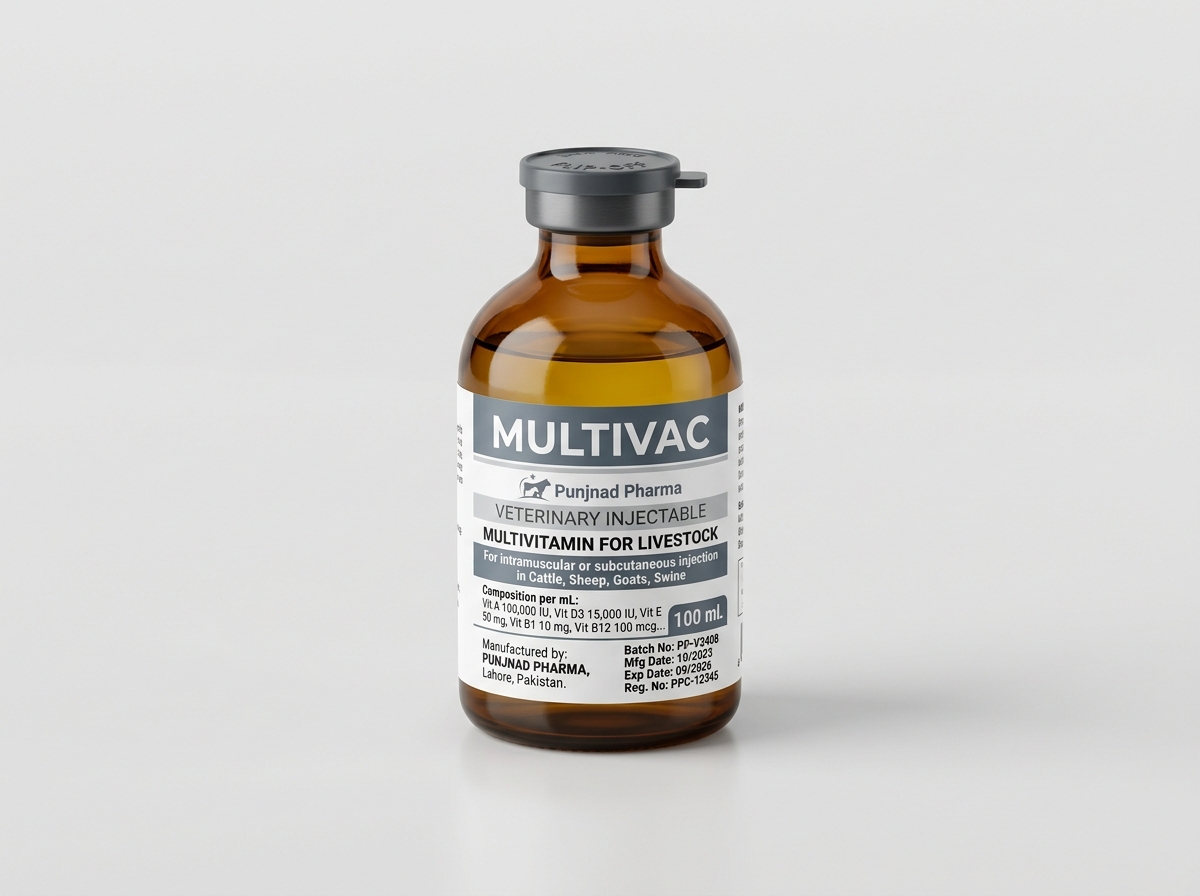 MULTIVAC
Punjnad Pharma
VETERINARY INJECTABLE
MULTIVITAMIN FOR LIVESTOCK
For intramuscular or subcutaneous injection
in Cattle, Sheep, Goats, Swine
Composition per mL:
Vit A 100,000 IU, VIt D3 15,000 IU, Vit E
50 mg, Vit B1 10 mg, Vit B12 100 mcg...
100 ml.
Manufactured by:
PUNJNAD PHARMA,
Lahore, Pakistan.
Batch No: PP-V3408
Mfg Date: 10/2023
Exp Date: 09/2826
Reg. No: PPC-12345